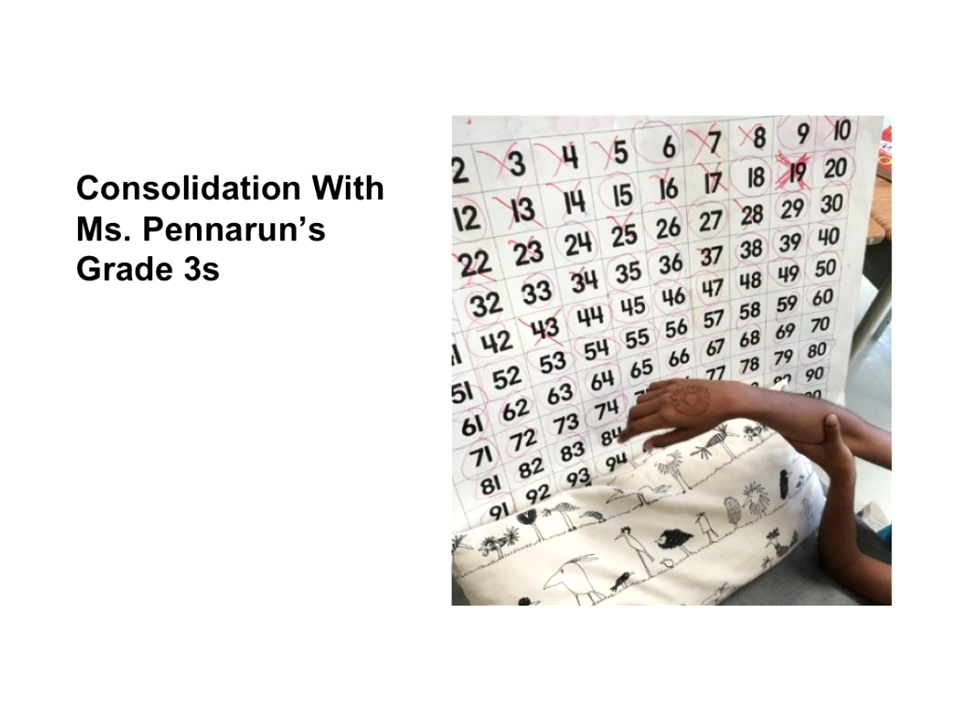 Consolidation With
Ms. Pennarun’s
Grade 3s
2 3 4 5 6 7 8 9 10
12 13 14 15 16 17 18 19 20
22 23 24 25 26 27 28 29 30
32 33 34 35 36 37 38 39 40
42 43 44 45 46 47 48 49 50
51 52 53 54 55 56 57 58 59 60
61 62 63 64 65 66 67 68 69 70
71 72 73 74 77 78 79 80
81 82 83 84 90
91 92 93 94